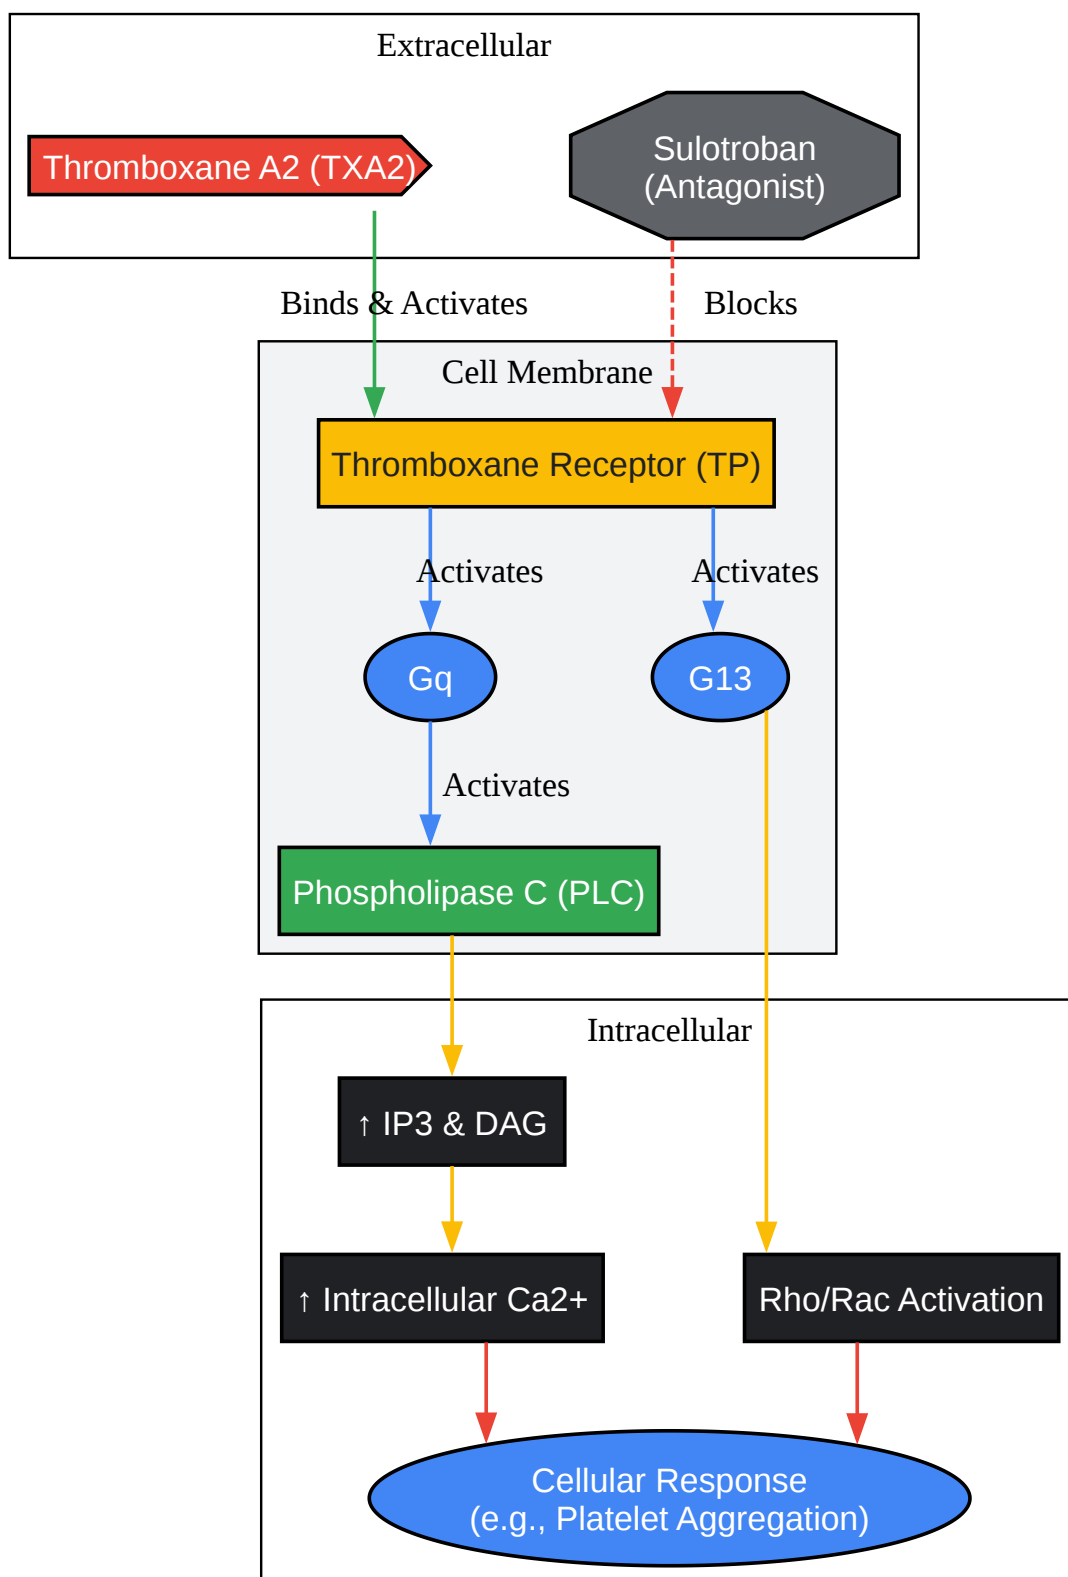 Extracellular
Thromboxane A2 (TXA2)
Sulotroban
(Antagonist)
Binds & Activates
Blocks
Cell Membrane
Thromboxane Receptor (TP)
Activates
Activates
Gq
G13
Activates
Phospholipase C (PLC)
Intracellular
↑ IP3 & DAG
↑ Intracellular Ca2+
Rho/Rac Activation
Cellular Response
(e.g., Platelet Aggregation)